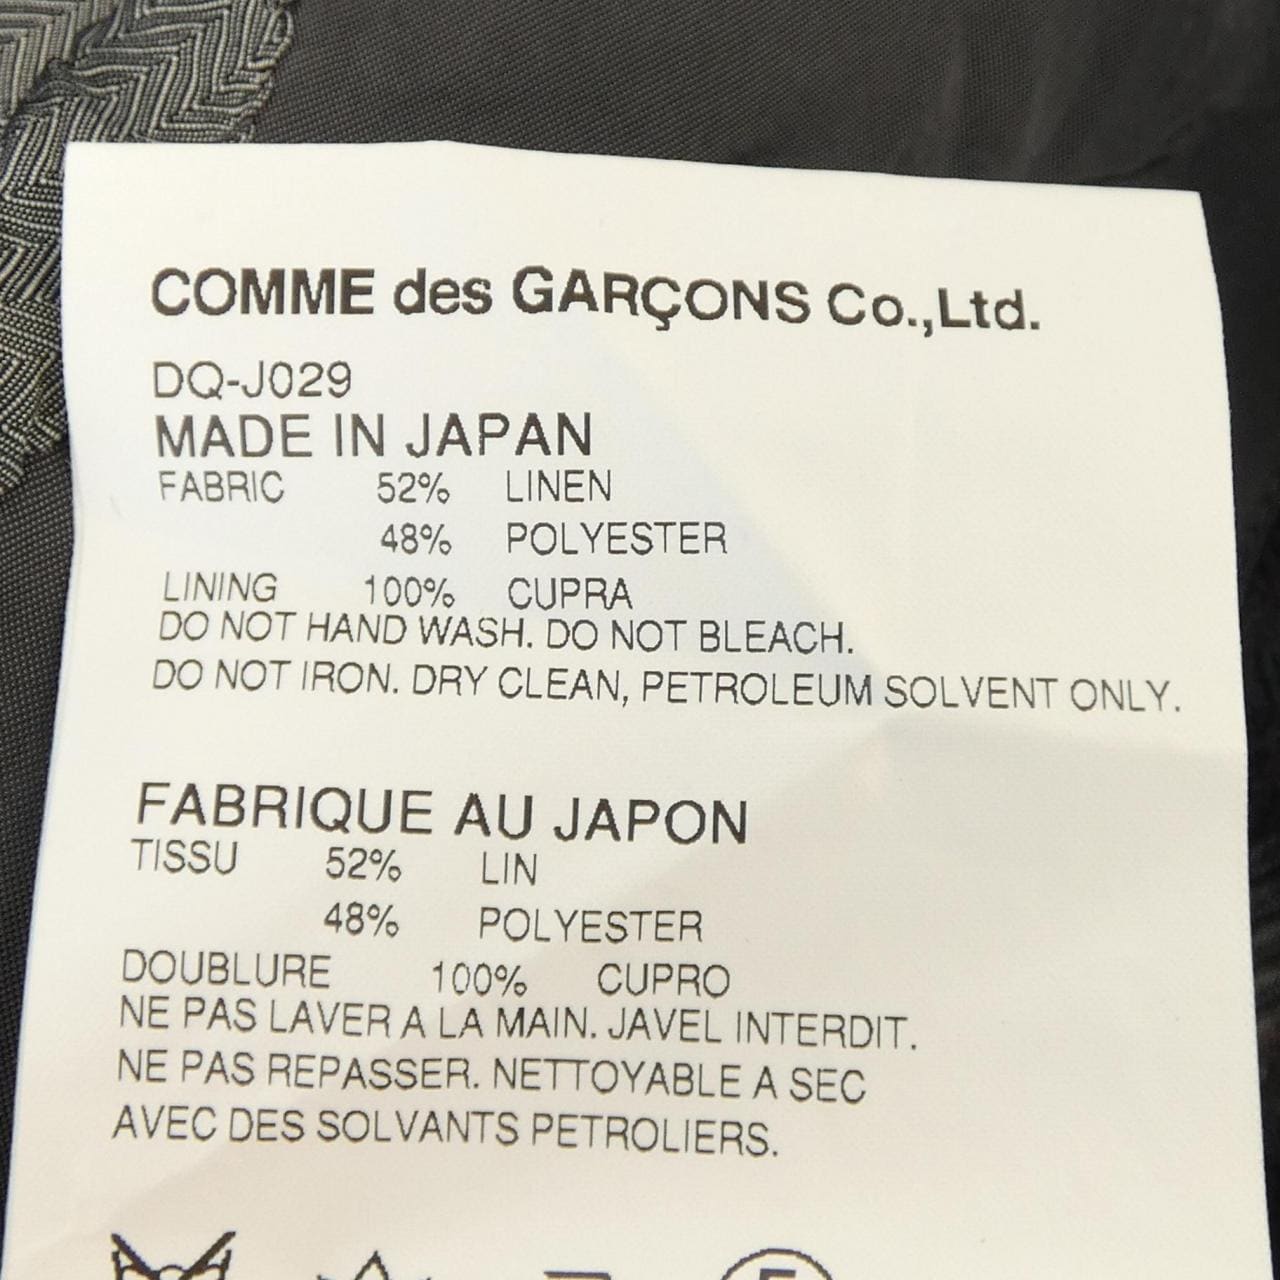 COMME des GARÇONS Co.,Ltd.
DQ-J029
MADE IN JAPAN
FABRIC 52% LINEN
48% POLYESTER
LINING 100% CUPRA
DO NOT HAND WASH. DO NOT BLEACH.
DO NOT IRON. DRY CLEAN, PETROLEUM SOLVENT ONLY.
FABRIQUE AU JAPON
TISSU 52% LIN
48% POLYESTER
DOUBLURE 100% CUPRO
NE PAS LAVER A LA MAIN. JAVEL INTERDIT.
NE PAS REPASSER. NETTOYABLE A SEC
AVEC DES SOLVANTS PETROLIERS.